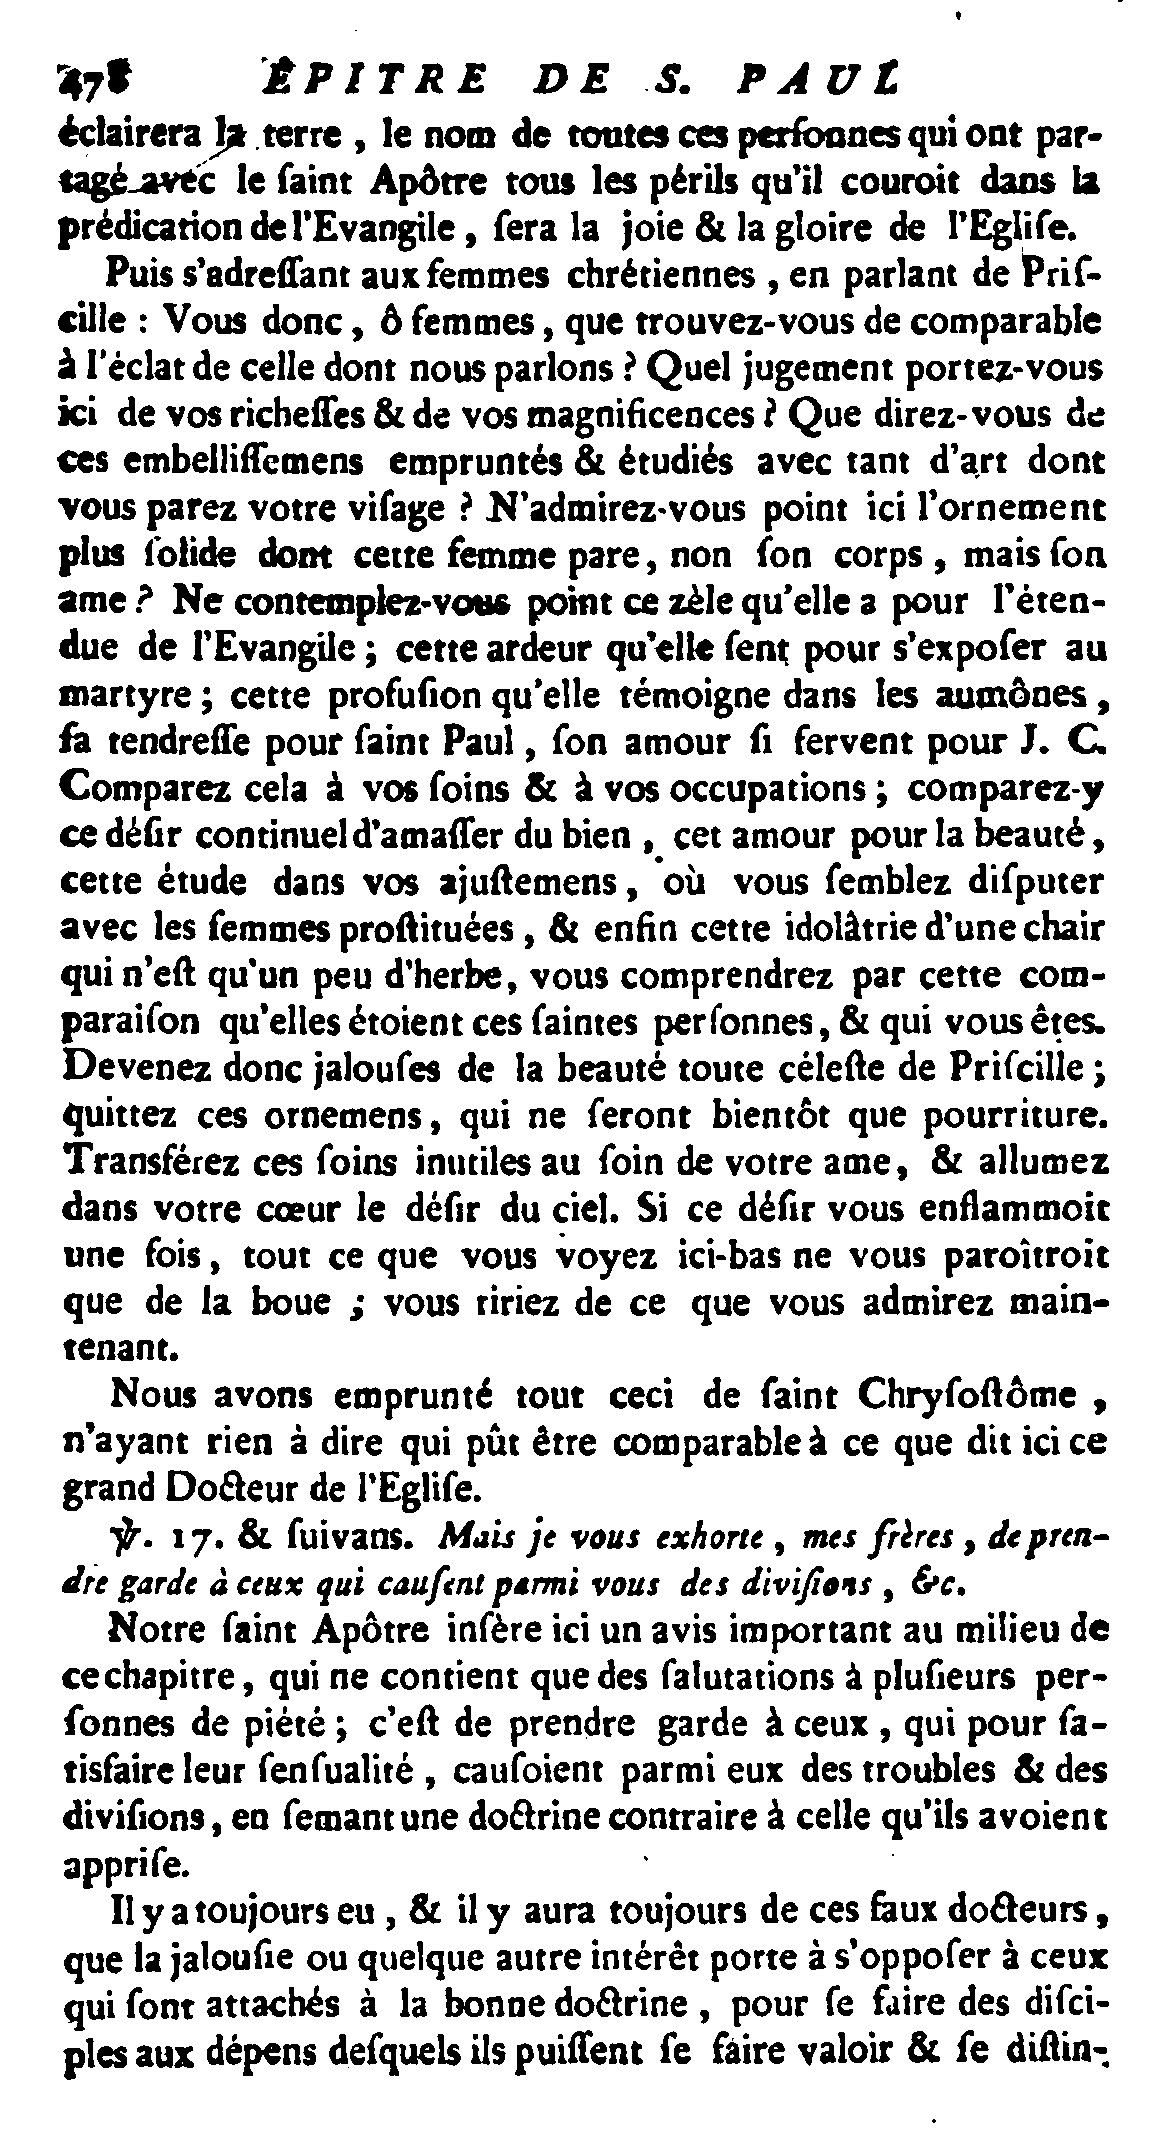 478 ÉPITRE DE S. PAUL
éclairera la terre, le nom de toutes ces perſonnes qui ont par-
tagé avec le ſaint Apôtre tous les périls qu'il couroit dans la
prédication de l'Evangile, ſera la joie & la gloire de l'Egliſe.
Puis s'adreſſant aux femmes chrétiennes, en parlant de Priſ-
cille : Vous donc, ô femmes, que trouvez-vous de comparable
à l'éclat de celle dont nous parlons ? Quel jugement portez-vous
ici de vos richeſſes & de vos magnificences ? Que direz-vous de
ces embelliſſemens empruntés & étudiés avec tant d'art dont
vous parez votre viſage ? N'admirez-vous point ici l'ornement
plus ſolide dont cette femme pare, non ſon corps, mais ſon
ame ? Ne contemplez-vous point ce zèle qu'elle a pour l'éten-
due de l'Evangile ; cette ardeur qu'elle ſent pour s'expoſer au
martyre ; cette profuſion qu'elle témoigne dans les aumônes,
ſa tendreſſe pour ſaint Paul, ſon amour ſi fervent pour J. C.
Comparez cela à vos ſoins & à vos occupations ; comparez-y
ce déſir continuel d'amaſſer du bien, cet amour pour la beauté,
cette étude dans vos ajuſtemens, où vous ſemblez diſputer
avec les femmes proſtituées, & enfin cette idolâtrie d'une chair
qui n'eſt qu'un peu d'herbe, vous comprendrez par cette com-
paraiſon qu'elles étoient ces ſaintes perſonnes, & qui vous êtes.
Devenez donc jalouſes de la beauté toute céleſte de Priſcille ;
quittez ces ornemens, qui ne ſeront bientôt que pourriture.
Transférez ces ſoins inutiles au ſoin de votre ame, & allumez
dans votre cœur le déſir du ciel. Si ce déſir vous enflammoit
une fois, tout ce que vous voyez ici-bas ne vous paroîtroit
que de la boue ; vous ririez de ce que vous admirez main-
tenant.
Nous avons emprunté tout ceci de ſaint Chryſoſtôme,
n'ayant rien à dire qui pût être comparable à ce que dit ici ce
grand Docteur de l'Egliſe.
℣. 17. & ſuivans. Mais je vous exhorte, mes frères, de pren-
dre garde à ceux qui cauſent parmi vous des diviſions, &c.
Notre ſaint Apôtre inſère ici un avis important au milieu de
ce chapitre, qui ne contient que des ſalutations à pluſieurs per-
ſonnes de piété ; c'eſt de prendre garde à ceux, qui pour ſa-
tisfaire leur ſenſualité, cauſoient parmi eux des troubles & des
diviſions, en ſemant une doctrine contraire à celle qu'ils avoient
appriſe.
Il y a toujours eu, & il y aura toujours de ces faux docteurs,
que la jalouſie ou quelque autre intérêt porte à s'oppoſer à ceux
qui ſont attachés à la bonne doctrine, pour ſe faire des diſci-
ples aux dépens deſquels ils puiſſent ſe faire valoir & ſe diſtin-